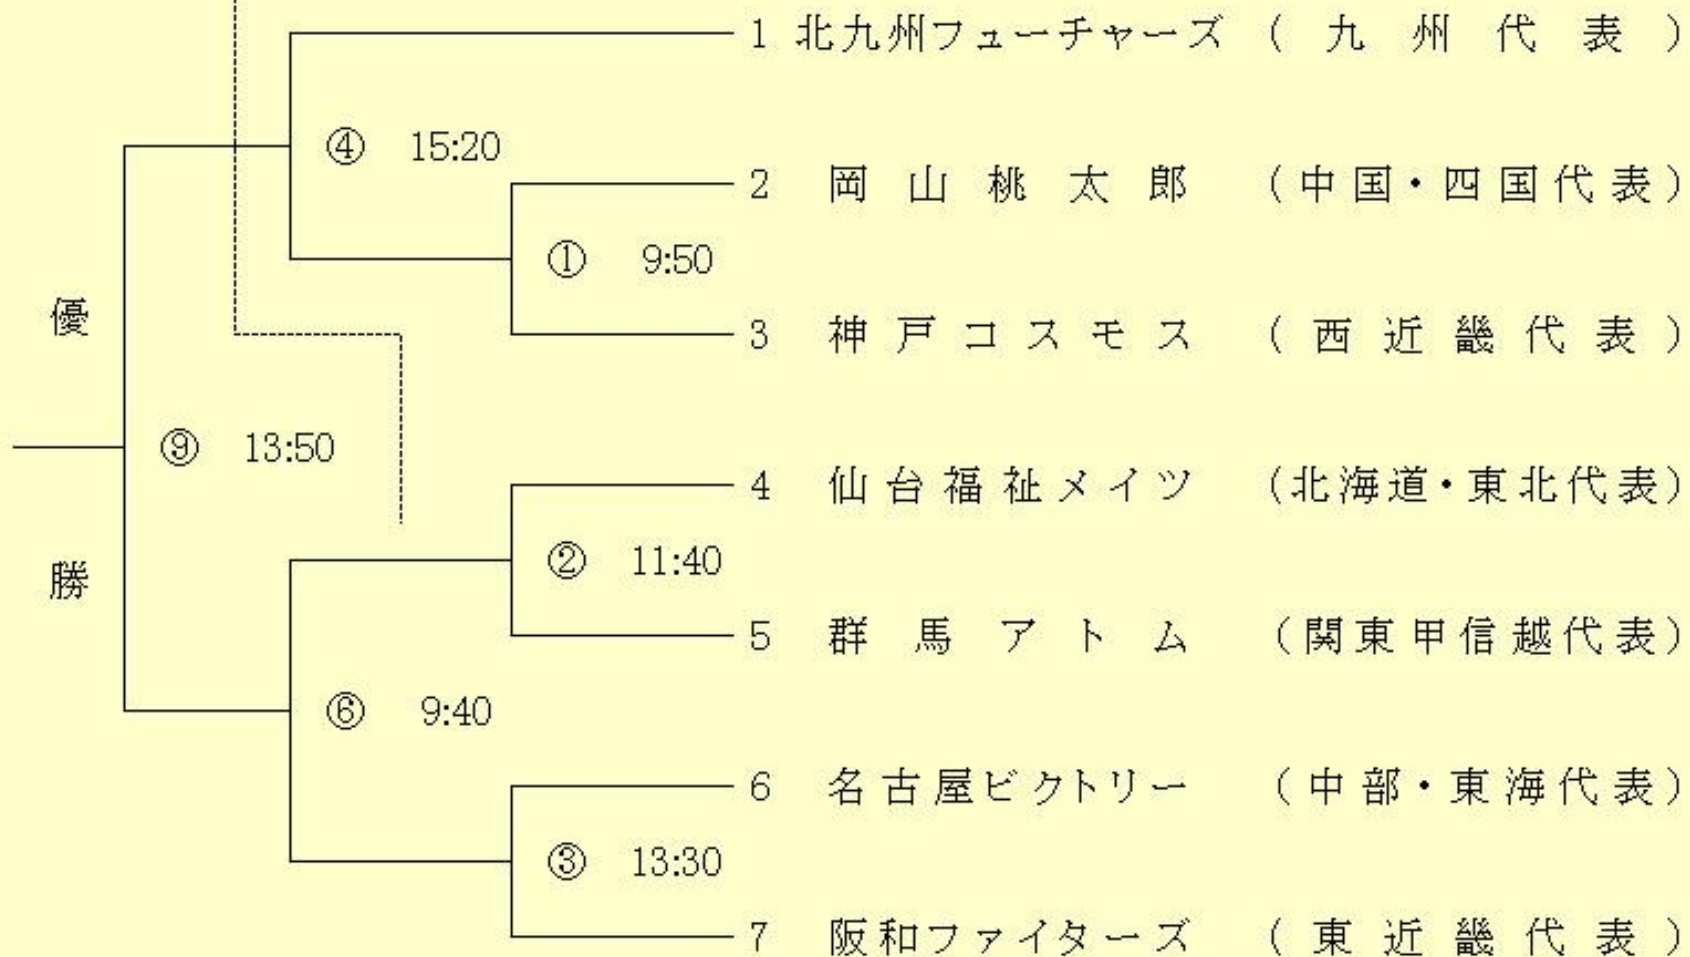 1 北九州フューチャーズ (九州代表)
④ 15:20
2 岡山桃太郎 (中国・四国代表)
① 9:50
3 神戸コスモス (西近畿代表)
優勝
⑨ 13:50
4 仙台福祉メイツ (北海道・東北代表)
② 11:40
5 群馬アトム (関東甲信越代表)
⑥ 9:40
6 名古屋ビクトリー (中部・東海代表)
③ 13:30
7 阪和ファイターズ (東近畿代表)